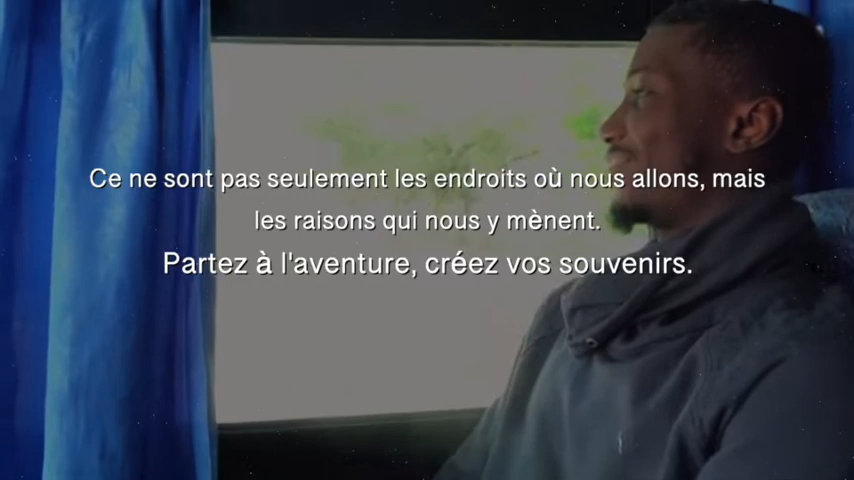 Ce ne sont pas seulement les endroits où nous allons, mais
les raisons qui nous y mènent.
Partez à l'aventure, créez vos souvenirs.